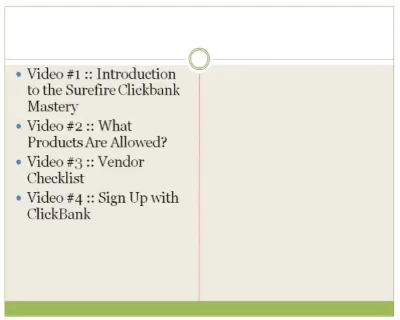 • Video #1 :: Introduction
to the Surefire Clickbank
Mastery
• Video #2 :: What
Products Are Allowed?
• Video #3 :: Vendor
Checklist
• Video #4 :: Sign Up with
ClickBank